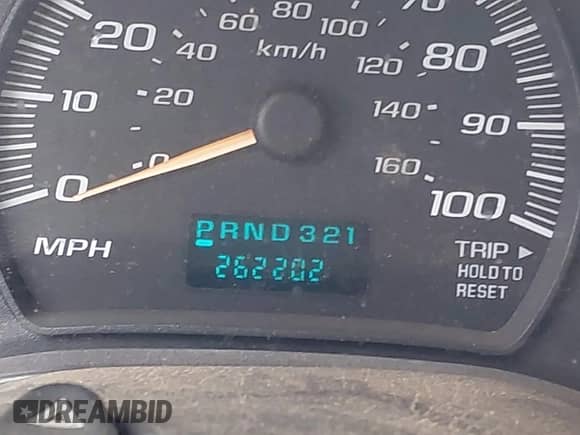 60 80 70
20 40 km/h 100 120 80
10 20 140 90
0 0 160 100
PRND321
MPH 262202 TRIP ▶
HOLD TO
RESET
DREAMBID